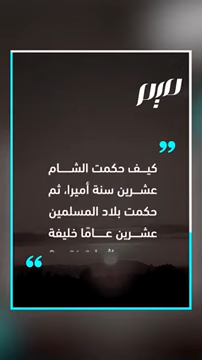 ميم
كيف حكمت الشام
عشرين سنة أميرا، ثم
حكمت بلاد المسلمين
عشرين عامًا خليفة